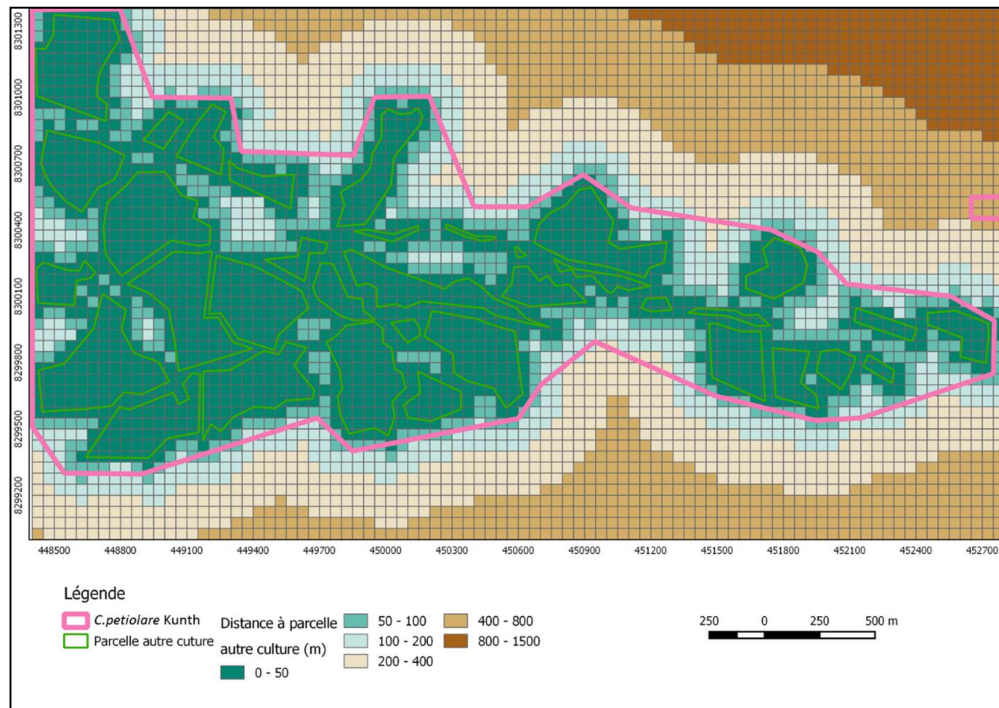 8301300
8301000
8300700
8300400
8300100
8299800
8299500
8299200
448500 448800 449100 449400 449700 450000 450300 450600 450900 451200 451500 451800 452100 452400 452700
Légende
C.petiolare Kunth
Parcelle autre cuture
Distance à parcelle
autre culture (m)
0 - 50
50 - 100
100 - 200
200 - 400
400 - 800
800 - 1500
250 0 250 500 m